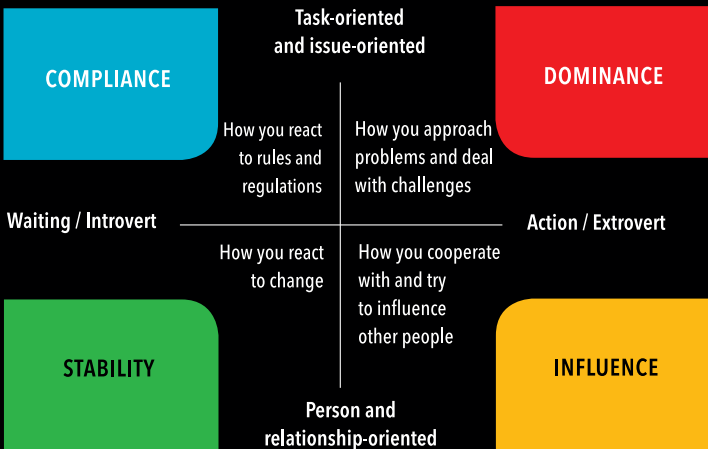 Task-oriented
and issue-oriented
COMPLIANCE
DOMINANCE
How you react
to rules and
regulations
How you approach
problems and deal
with challenges
Waiting / Introvert
Action / Extrovert
How you react
to change
How you cooperate
with and try
to influence
other people
STABILITY
INFLUENCE
Person and
relationship-oriented